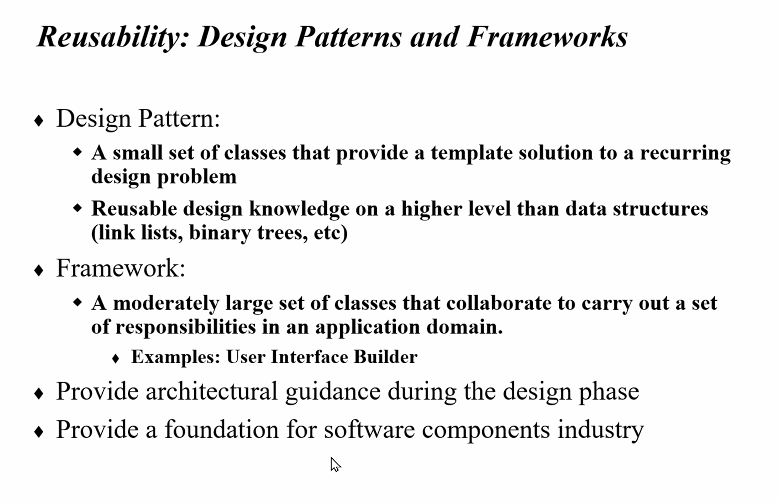 Reusability: Design Patterns and Frameworks
Design Pattern:
A small set of classes that provide a template solution to a recurring
design problem
Reusable design knowledge on a higher level than data structures
(link lists, binary trees, etc)
Framework:
A moderately large set of classes that collaborate to carry out a set
of responsibilities in an application domain.
Examples: User Interface Builder
Provide architectural guidance during the design phase
Provide a foundation for software components industry